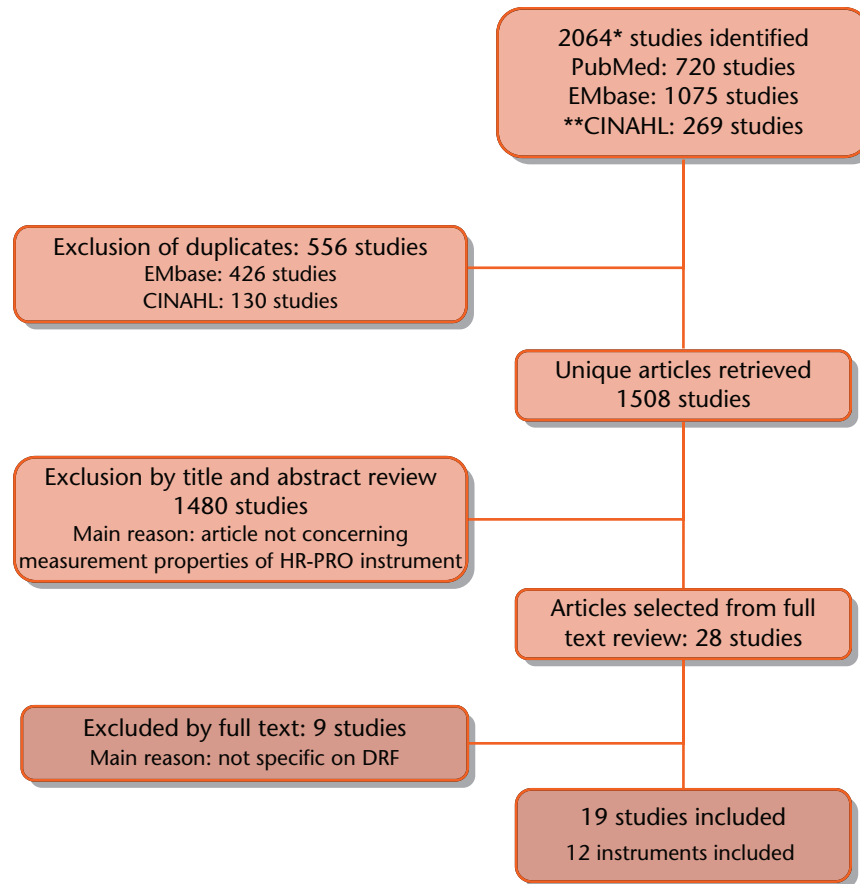 2064* studies identified
PubMed: 720 studies
EMbase: 1075 studies
**CINAHL: 269 studies
Exclusion of duplicates: 556 studies
EMbase: 426 studies
CINAHL: 130 studies
Unique articles retrieved
1508 studies
Exclusion by title and abstract review
1480 studies
Main reason: article not concerning
measurement properties of HR-PRO instrument
Articles selected from full
text review: 28 studies
Excluded by full text: 9 studies
Main reason: not specific on DRF
19 studies included
12 instruments included